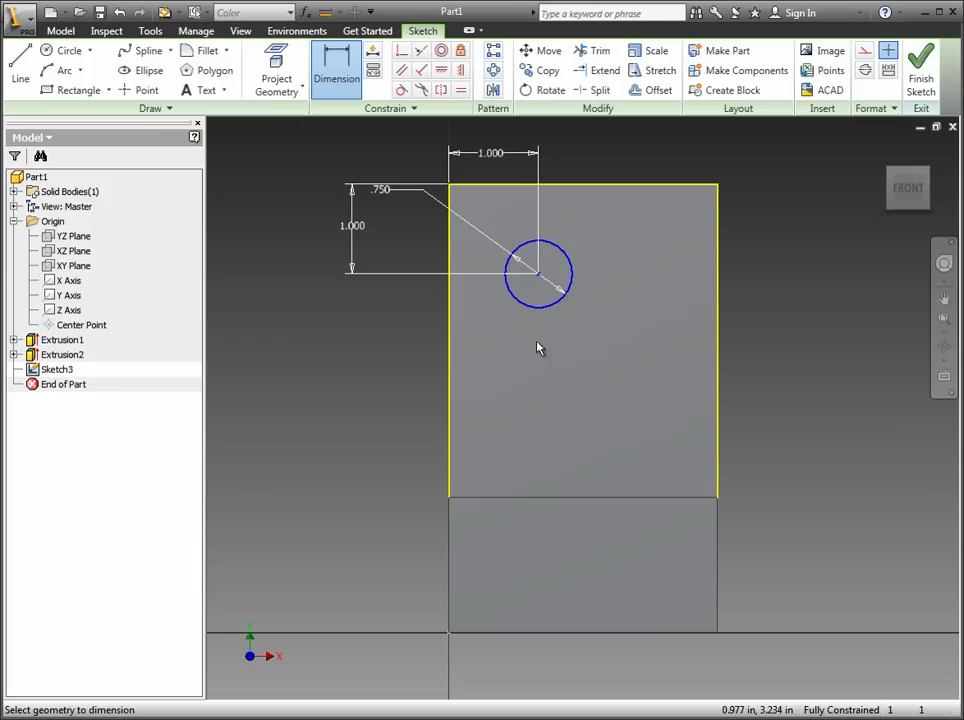 Color Part1 Type a keyword or phrase Sign In
PRO Model Inspect Tools Manage View Environments Get Started Sketch
Circle Spline Fillet Move Trim Scale Make Part Image
Arc Ellipse Polygon Copy Extend Stretch Make Components Points
Rectangle Point Text Rotate Split Offset Create Block ACAD
Line Project Geometry Dimension Finish Sketch
Draw Constrain Pattern Modify Layout Insert Format Exit
Model
Part1
Solid Bodies(1)
View: Master
Origin
YZ Plane
XZ Plane
XY Plane
X Axis
Y Axis
Z Axis
Center Point
Extrusion1
Extrusion2
Sketch3
End of Part
1.000
.750
1.000
FRONT
X
Select geometry to dimension 0.977 in, 3.234 in Fully Constrained 1 1